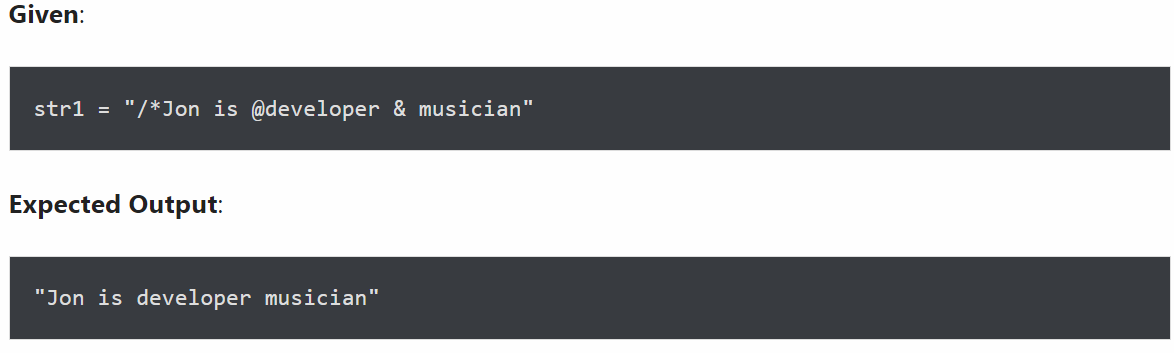 Given:
str1 = "/*Jon is @developer & musician"
Expected Output:
"Jon is developer musician"